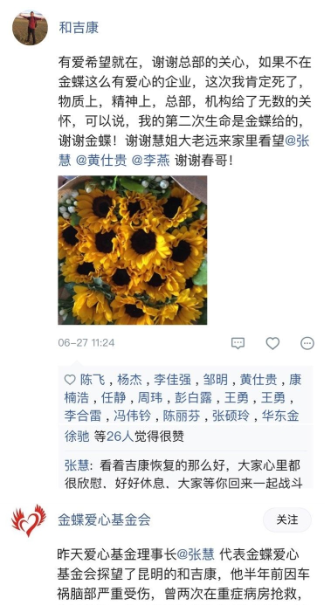 和吉康
有爱希望就在，谢谢总部的关心，如果不在
金蝶这么有爱心的企业，这次我肯定死了，
物质上，精神上，总部，机构给了无数的关
怀，可以说，我的第二次生命是金蝶给的，
谢谢金蝶！谢谢慧姐大老远来家里看望@张
慧 @黄仕贵 @李燕 谢谢春哥！
06-27 11:24
陈飞，杨杰，李佳强，邹明，黄仕贵，康
楠浩，任静，周玮，彭白露，王勇，王勇，
李合雷，冯伟钤，陈丽芬，张硕玲，华东金
徐驰 等26人觉得很赞
张慧: 看着吉康恢复的那么好，大家心里都
很欣慰，好好休息，大家等你回来一起战斗
金蝶爱心基金会
关注
昨天爱心基金理事长@张慧 代表金蝶爱心
基金会探望了昆明的和吉康，他半年前因车
祸脑部严重受伤，曾两次在重症病房抢救，